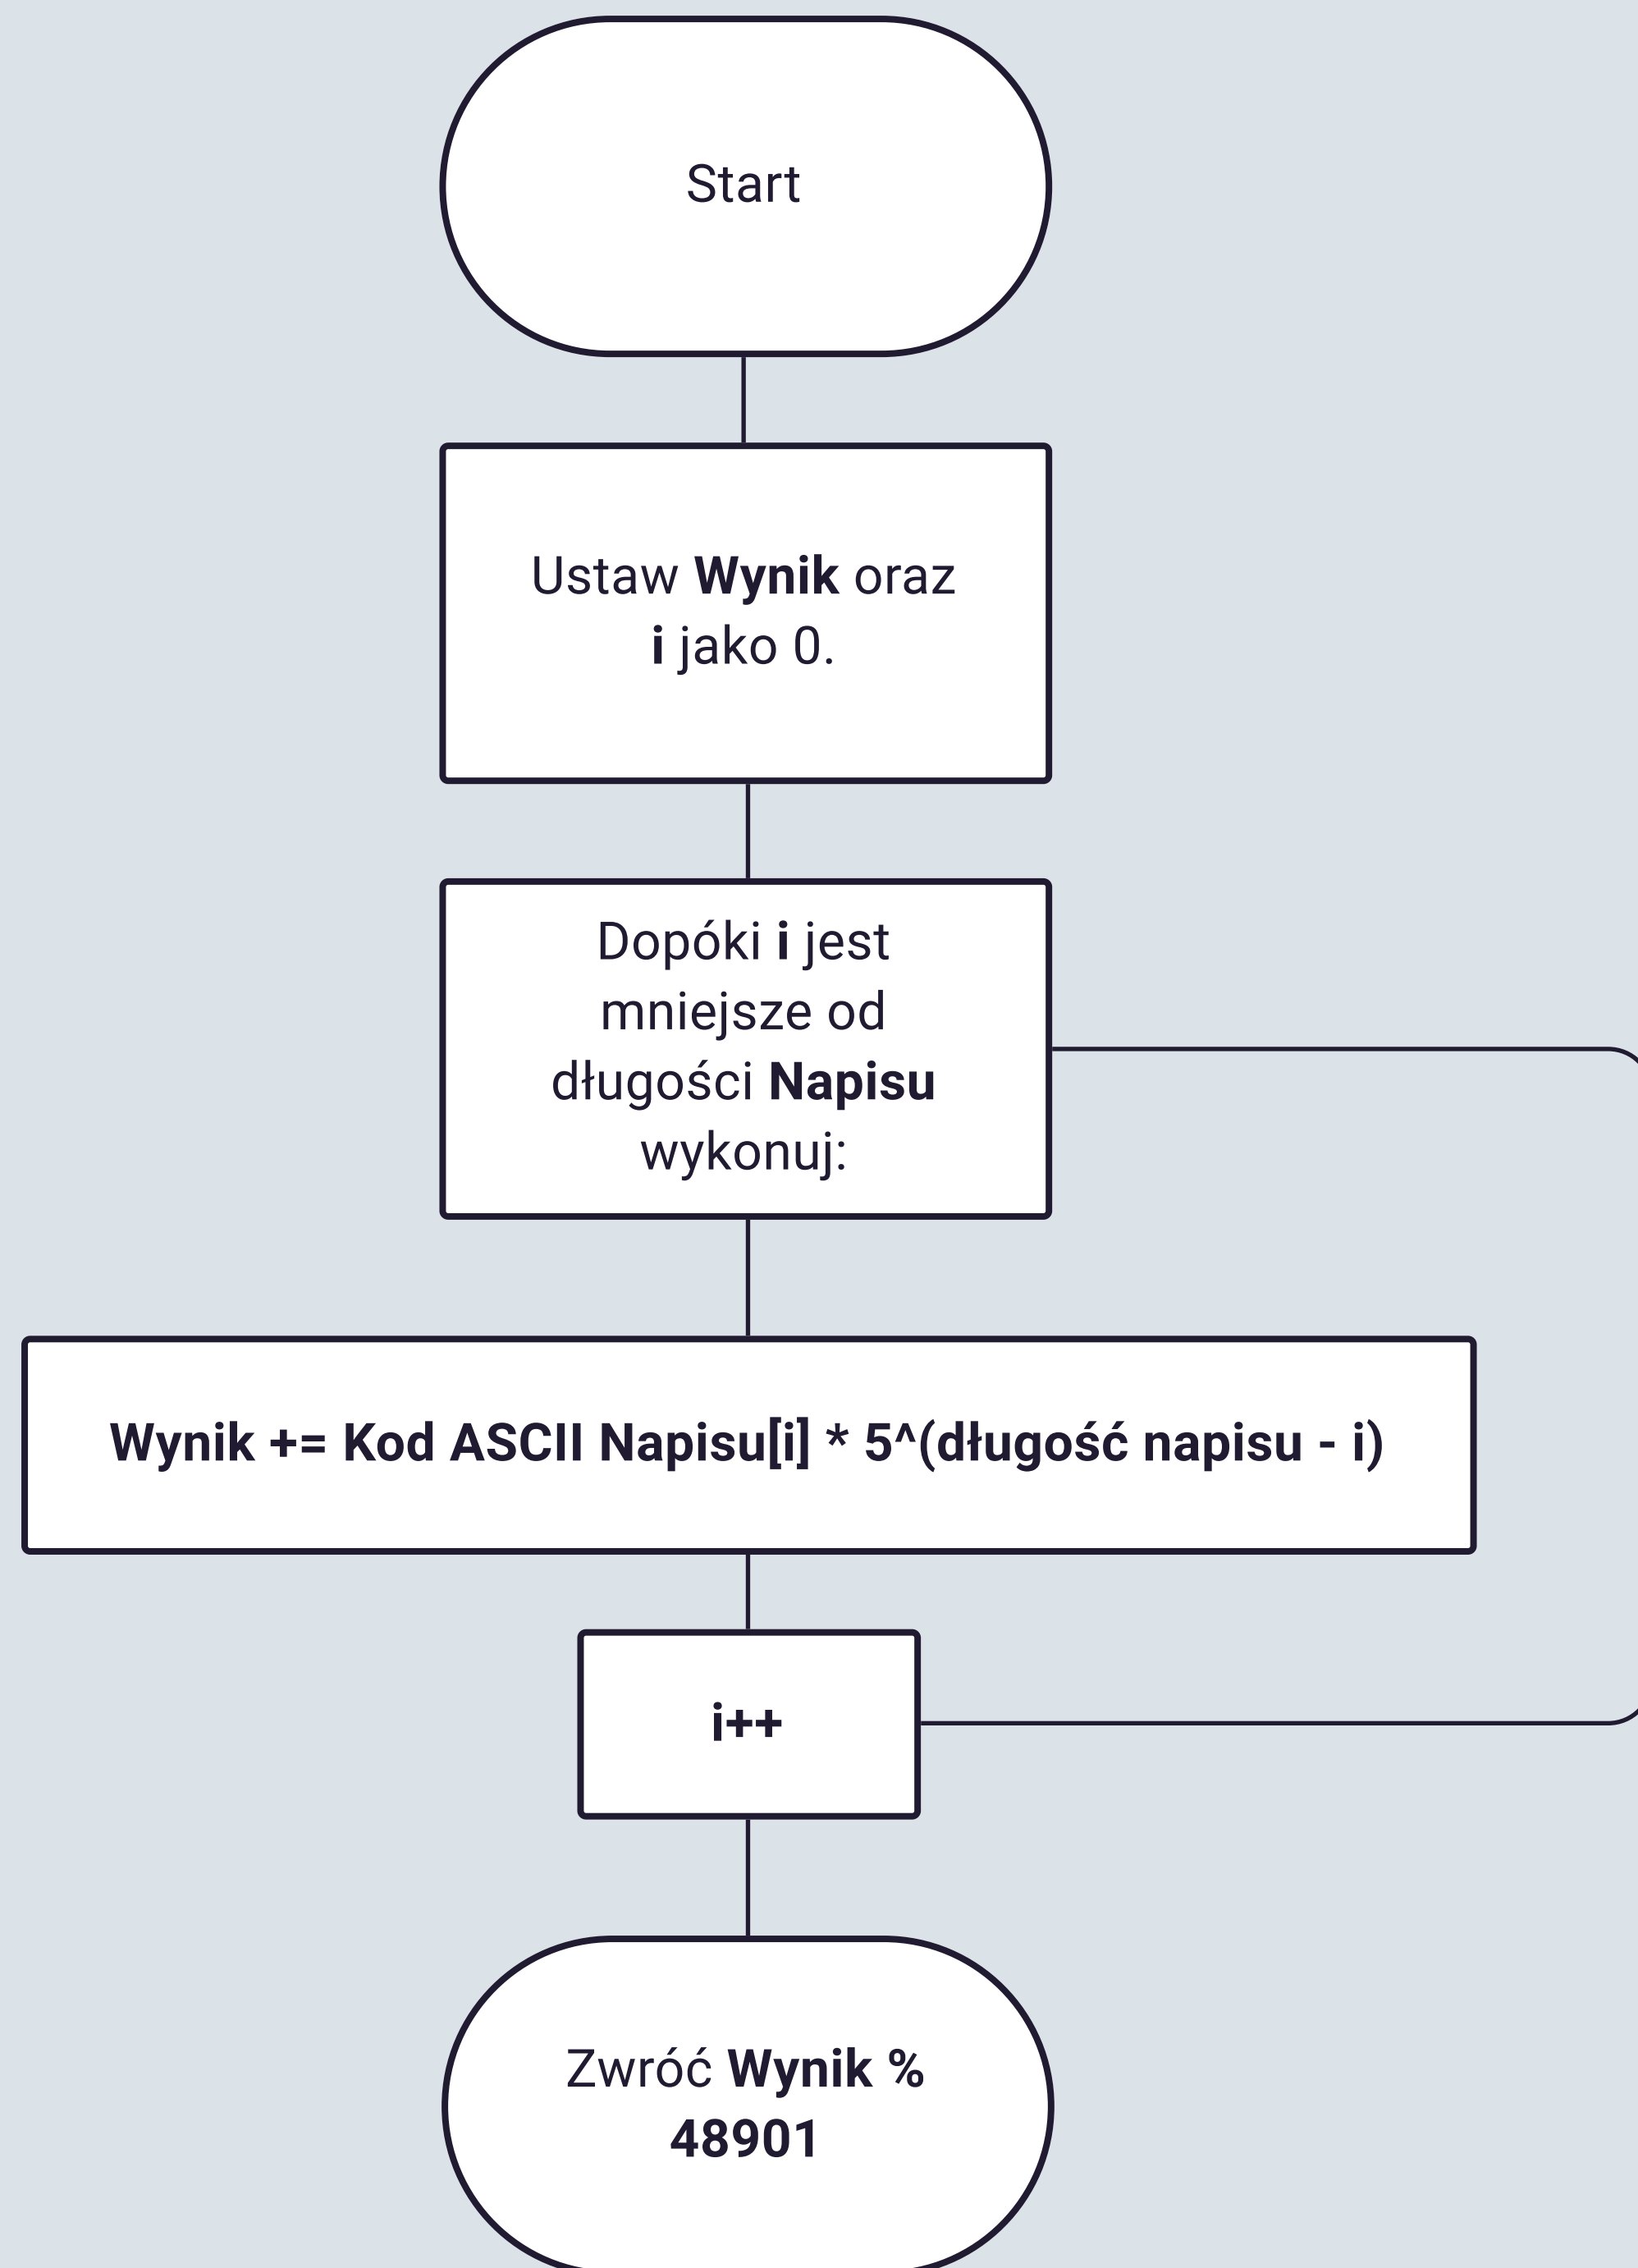 Start
Ustaw Wynik oraz
i jako 0.
Dopóki i jest
mniejsze od
długości Napisu
wykonuj:
Wynik += Kod ASCII Napisu[i] * 5^(długość napisu - i)
i++
Zwróć Wynik %
48901